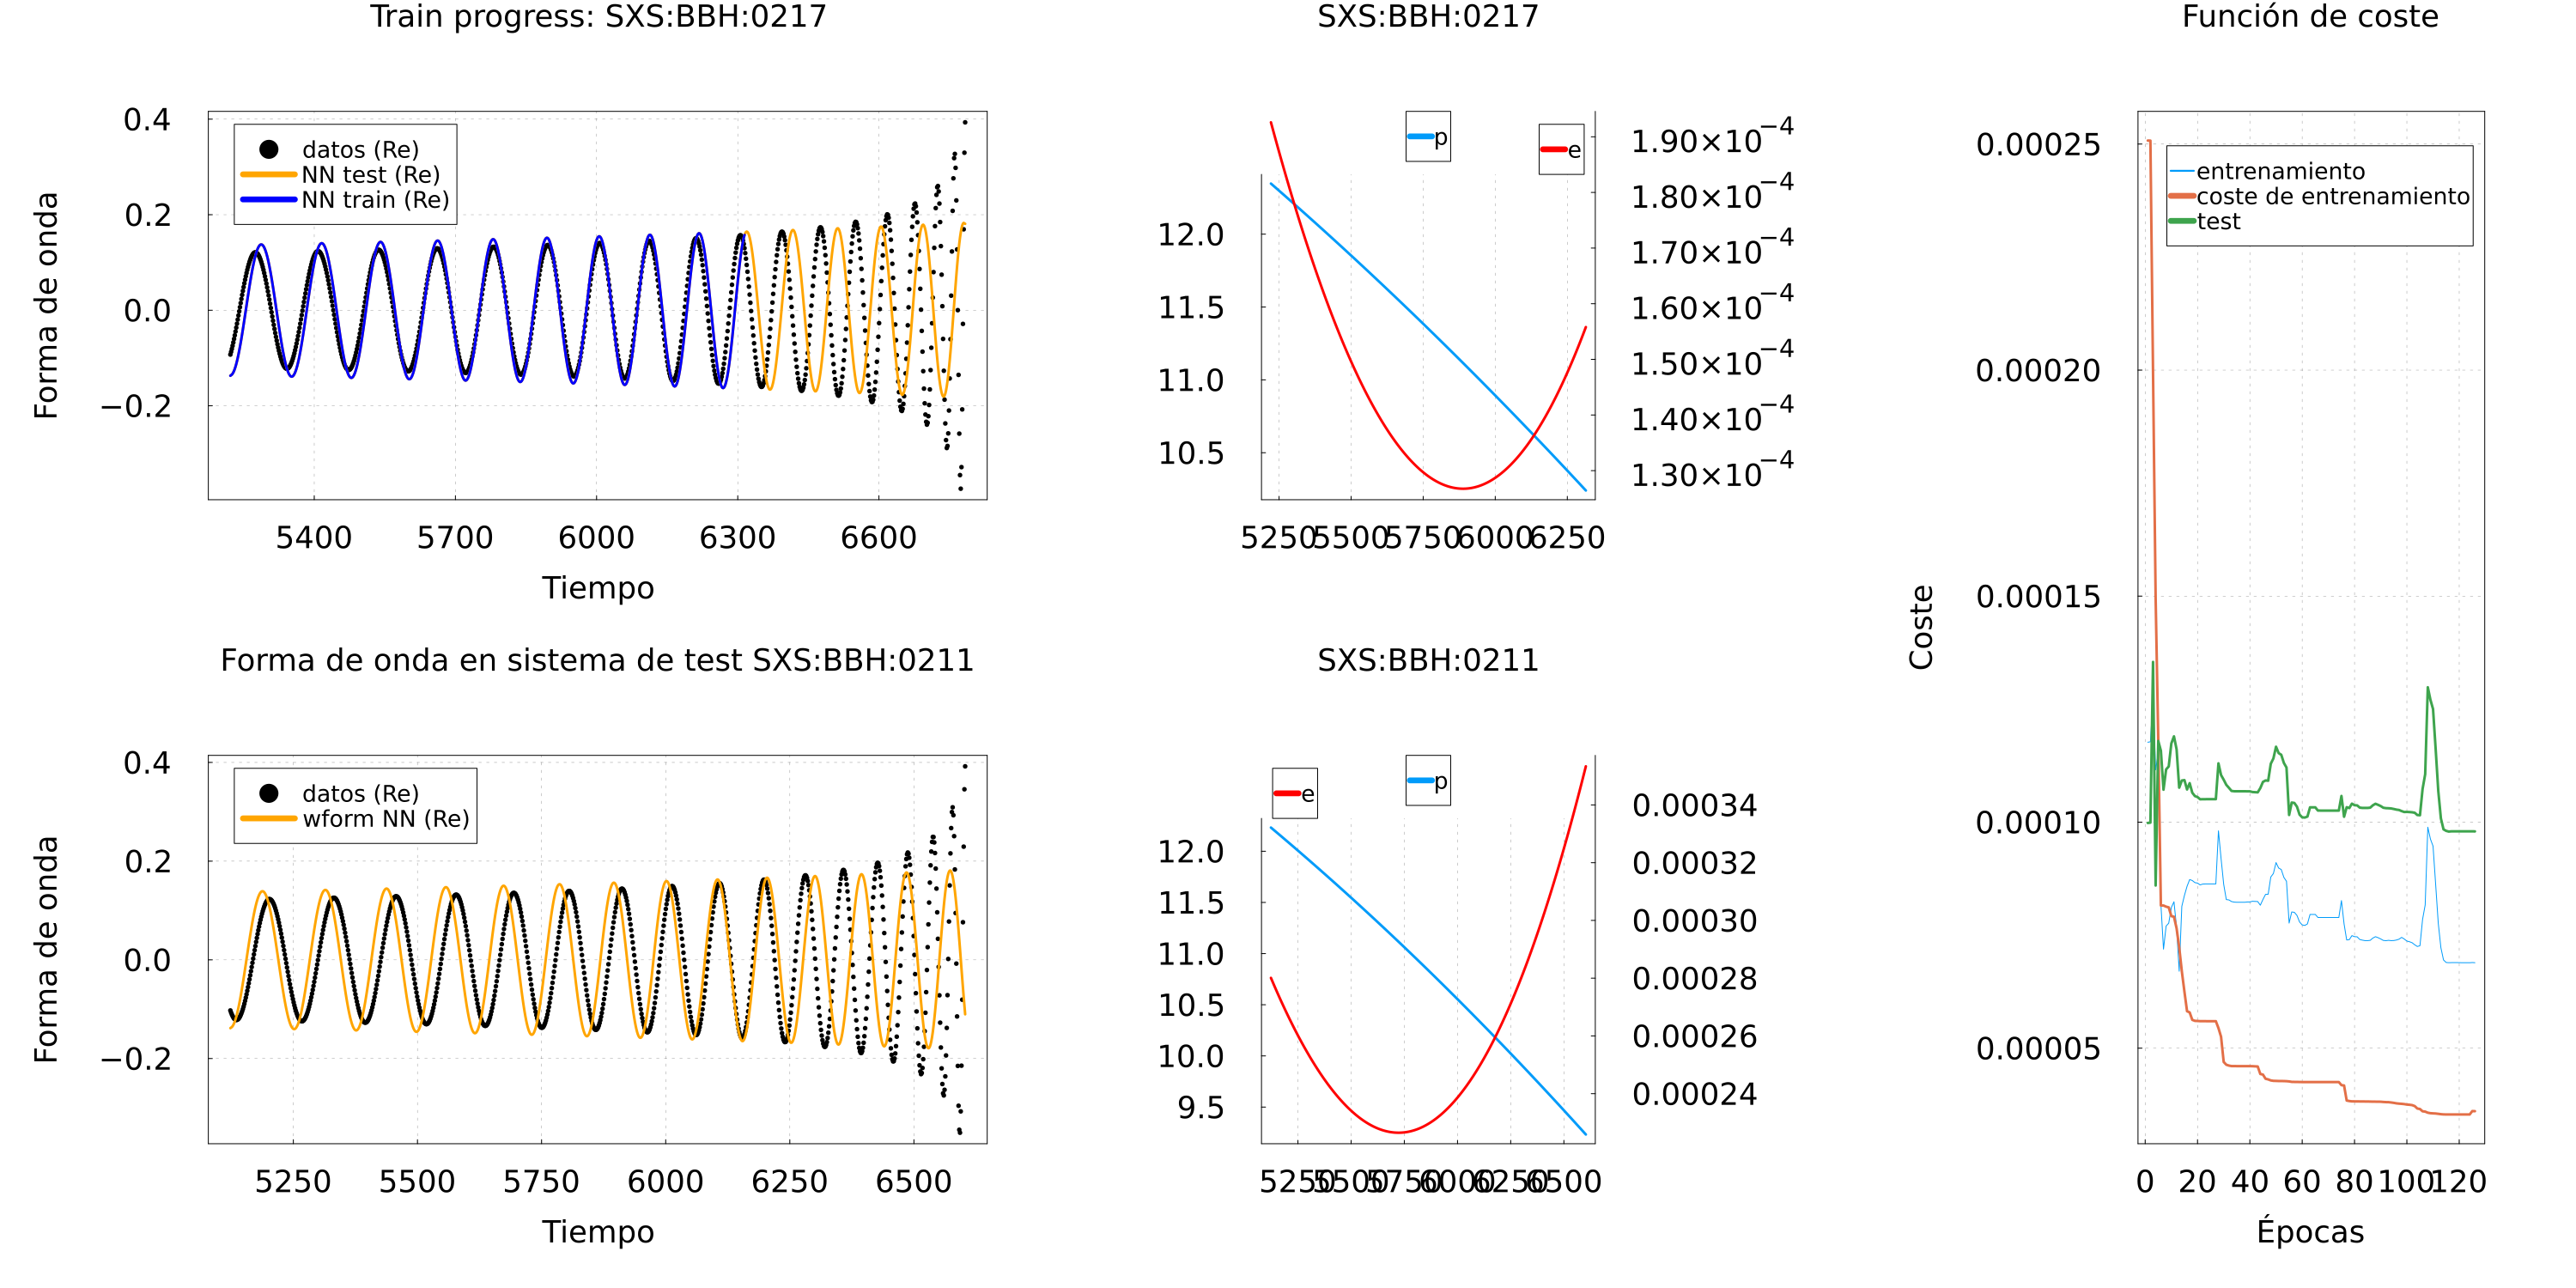 Train progress: SXS:BBH:0217
0.4
0.2
0.0
−0.2
Forma de onda
datos (Re)
NN test (Re)
NN train (Re)
5400 5700 6000 6300 6600
Tiempo
SXS:BBH:0217
p
e
12.0
11.5
11.0
10.5
1.90×10⁻⁴
1.80×10⁻⁴
1.70×10⁻⁴
1.60×10⁻⁴
1.50×10⁻⁴
1.40×10⁻⁴
1.30×10⁻⁴
5250 5500 5750 6000 6250
Forma de onda en sistema de test SXS:BBH:0211
0.4
0.2
0.0
−0.2
Forma de onda
datos (Re)
wform NN (Re)
5250 5500 5750 6000 6250 6500
Tiempo
SXS:BBH:0211
e
p
12.0
11.5
11.0
10.5
10.0
9.5
0.00034
0.00032
0.00030
0.00028
0.00026
0.00024
5250 5500 5750 6000 6250 6500
Función de coste
0.00025
0.00020
0.00015
0.00010
0.00005
Coste
entrenamiento
coste de entrenamiento
test
0 20 40 60 80 100 120
Épocas